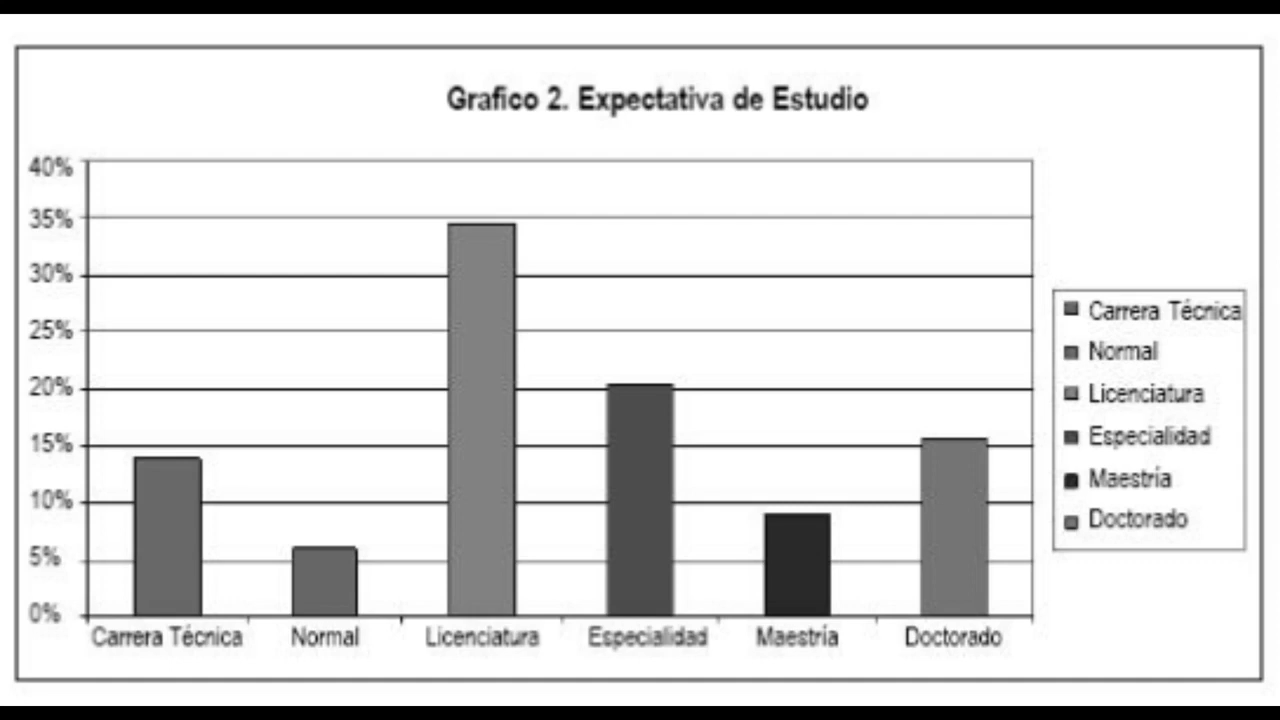 Grafico 2. Expectativa de Estudio
40%
35%
30%
25%
20%
15%
10%
5%
0%
Carrera Técnica
Normal
Licenciatura
Especialidad
Maestría
Doctorado
Carrera Técnica
Normal
Licenciatura
Especialidad
Maestría
Doctorado